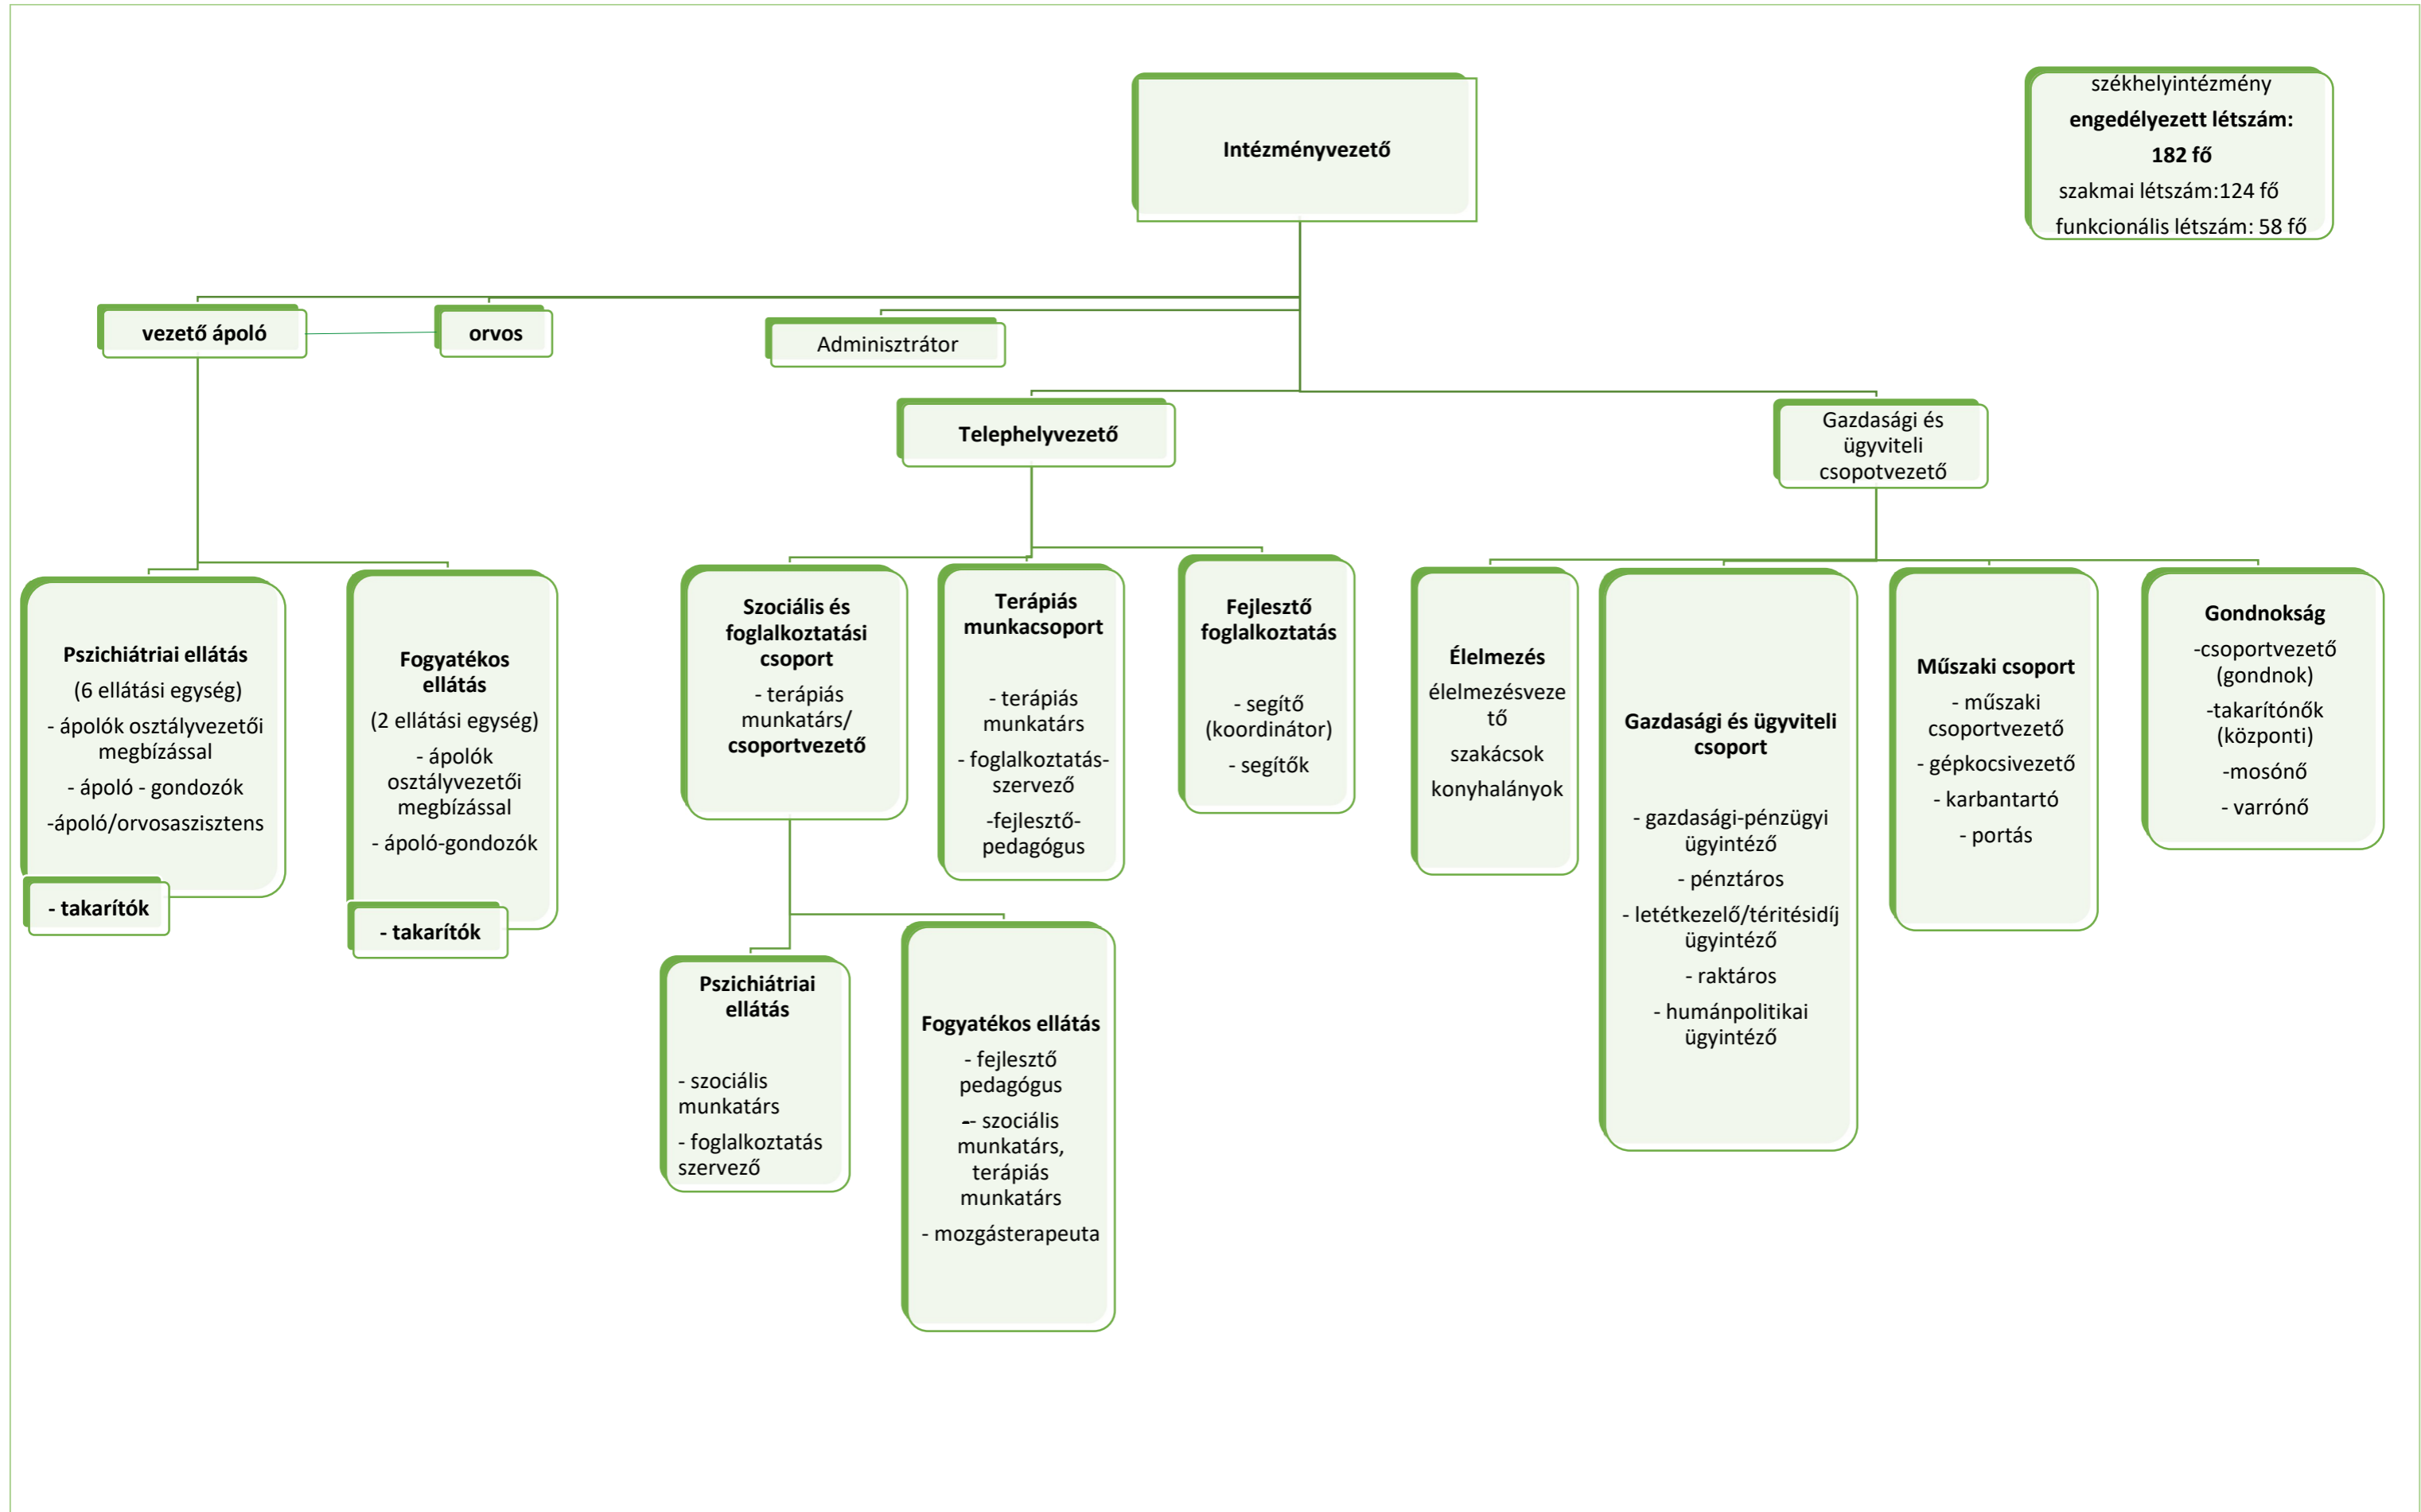 Intézményvezető
székhelyintézmény
engedélyezett létszám:
182 fő
szakmai létszám:124 fő
funkcionális létszám: 58 fő
vezető ápoló
orvos
Adminisztrátor
Telephelyvezető
Gazdasági és
ügyviteli
csopotvezető
Pszichiátriai ellátás
(6 ellátási egység)
- ápolók osztályvezetői
megbízással
- ápoló - gondozók
-ápoló/orvosaszisztens
- takarítók
Fogyatékos
ellátás
(2 ellátási egység)
- ápolók
osztályvezetői
megbízással
- ápoló-gondozók
- takarítók
Szociális és
foglalkoztatási
csoport
- terápiás
munkatárs/
csoportvezető
Terápiás
munkacsoport
- terápiás
munkatárs
- foglalkoztatás-
szervező
-fejlesztő-
pedagógus
Fejlesztő
foglalkoztatás
- segítő
(koordinátor)
- segítők
Élelmezés
élelmezésveze
tő
szakácsok
konyhalányok
Gazdasági és ügyviteli
csoport
- gazdasági-pénzügyi
ügyintéző
- pénztáros
- letétkezelő/téritésidíj
ügyintéző
- raktáros
- humánpolitikai
ügyintéző
Műszaki csoport
- műszaki
csoportvezető
- gépkocsivezető
- karbantartó
- portás
Gondnokság
-csoportvezető
(gondnok)
-takarítónők
(központi)
-mosónő
- varrónő
Pszichiátriai
ellátás
- szociális
munkatárs
- foglalkoztatás
szervező
Fogyatékos ellátás
- fejlesztő
pedagógus
-- szociális
munkatárs,
terápiás
munkatárs
- mozgásterapeuta